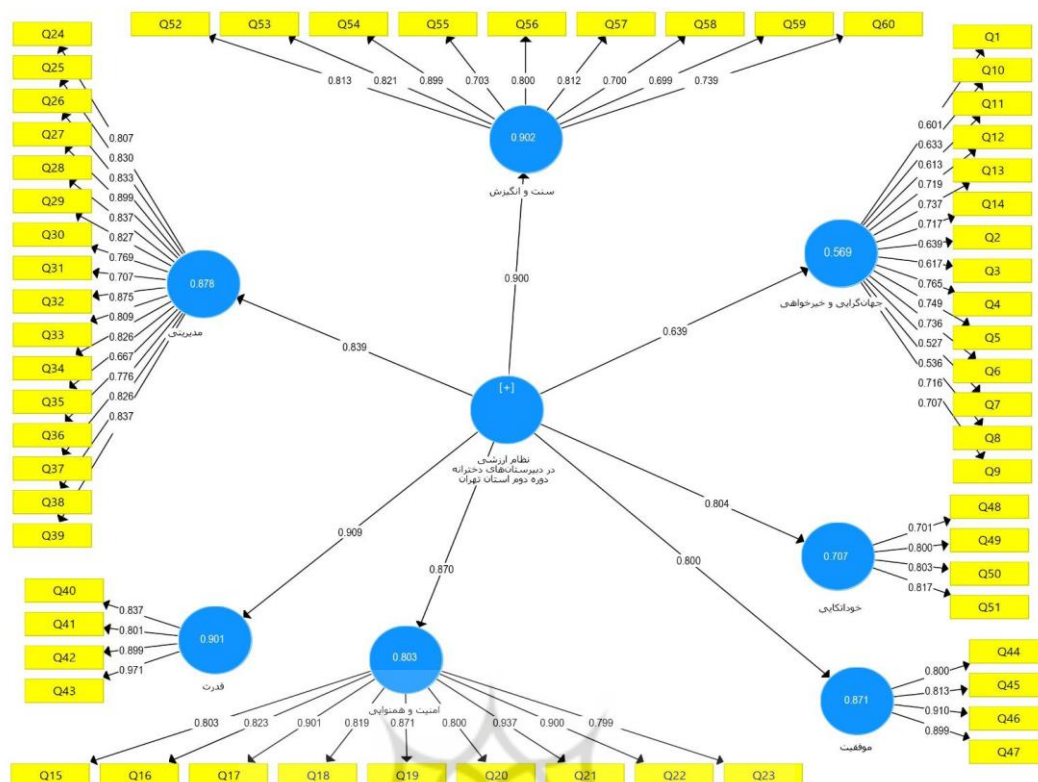 Q52 Q53 Q54 Q55 Q56 Q57 Q58 Q59 Q60
0.813 0.821 0.899 0.703 0.800 0.812 0.700 0.699 0.739
0.902
سنت و انگیزش
0.900
Q24
Q25
Q26
Q27
Q28
Q29
Q30
Q31
Q32
Q33
Q34
Q35
Q36
Q37
Q38
Q39
0.807
0.830
0.833
0.899
0.837
0.827
0.769
0.707
0.875
0.809
0.826
0.667
0.776
0.826
0.837
0.878
مدیریتی
0.839
Q1
Q10
Q11
Q12
Q13
Q14
Q2
Q3
Q4
Q5
Q6
Q7
Q8
Q9
0.601
0.633
0.613
0.719
0.737
0.717
0.639
0.617
0.765
0.749
0.736
0.527
0.536
0.716
0.707
0.569
جهان‌گرایی و خیرخواهی
0.639
[+]
نظام ارزشی
در دبیرستان‌های دخترانه
دوره دوم استان تهران
0.804
0.707
خوداتکایی
0.701
0.800
0.803
0.817
Q48
Q49
Q50
Q51
0.909
0.870
0.800
Q40
Q41
Q42
Q43
0.837
0.801
0.899
0.971
0.901
قدرت
0.803
امنیت و همنوایی
0.871
موفقیت
0.800
0.813
0.910
0.899
Q44
Q45
Q46
Q47
0.803 0.823 0.901 0.819 0.871 0.800 0.937 0.900 0.799
Q15 Q16 Q17 Q18 Q19 Q20 Q21 Q22 Q23